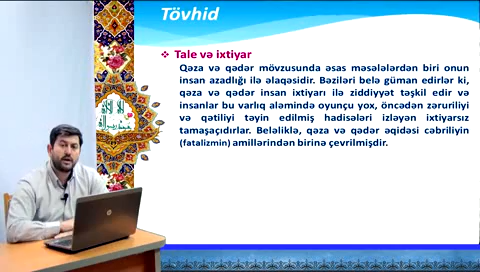 Tövhid
❖ Tale və ixtiyar
Qəza və qədər mövzusunda əsas məsələlərdən biri onun
insan azadlığı ilə əlaqəsidir. Bəziləri belə güman edirlər ki,
qəza və qədər insan ixtiyarı ilə ziddiyyət təşkil edir və
insanlar bu varlıq aləmində oyunçu yox, öncədən zəruriliyi
və qətiliyi təyin edilmiş hadisələri izləyən ixtiyarsız
tamaşaçıdırlar. Beləliklə, qəza və qədər əqidəsi cəbriliyin
(fatalizmin) amillərindən birinə çevrilmişdir.